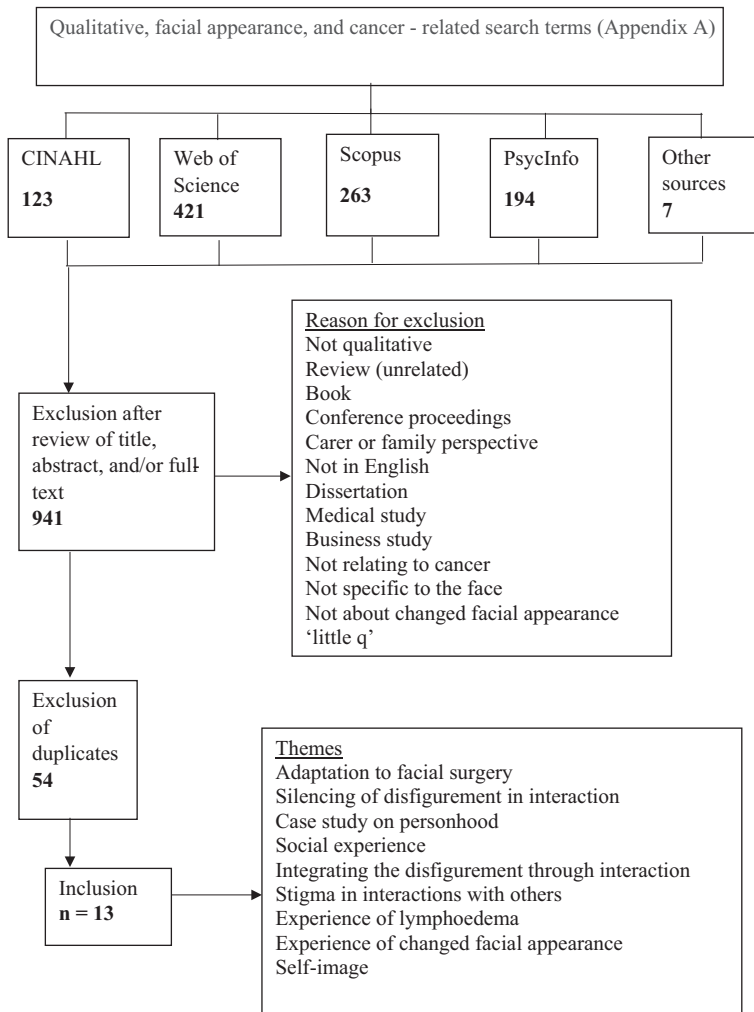 Qualitative, facial appearance, and cancer - related search terms (Appendix A)
CINAHL
123
Web of
Science
421
Scopus
263
PsycInfo
194
Other
sources
7
Reason for exclusion
Not qualitative
Review (unrelated)
Book
Conference proceedings
Carer or family perspective
Not in English
Dissertation
Medical study
Business study
Not relating to cancer
Not specific to the face
Not about changed facial appearance
'little q'
Exclusion after
review of title,
abstract, and/or full-
text
941
Exclusion
of
duplicates
54
Themes
Adaptation to facial surgery
Silencing of disfigurement in interaction
Case study on personhood
Social experience
Integrating the disfigurement through interaction
Stigma in interactions with others
Experience of lymphoedema
Experience of changed facial appearance
Self-image
Inclusion
n = 13